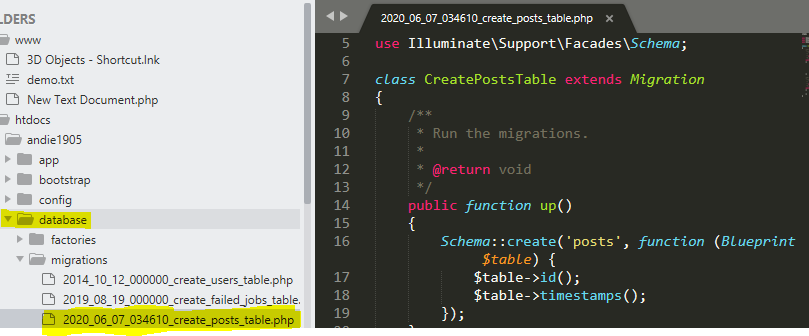 LDERS
www
3D Objects - Shortcut.lnk
demo.txt
New Text Document.php
htdocs
andie1905
app
bootstrap
config
database
factories
migrations
2014_10_12_000000_create_users_table.php
2019_08_19_000000_create_failed_jobs_table.
2020_06_07_034610_create_posts_table.php
2020_06_07_034610_create_posts_table.php ×
5 use Illuminate\Support\Facades\Schema;
6
7 class CreatePostsTable extends Migration
8 {
9 /**
10 * Run the migrations.
11 *
12 * @return void
13 */
14 public function up()
15 {
16 Schema::create('posts', function (Blueprint
$table) {
17 $table->id();
18 $table->timestamps();
19 });